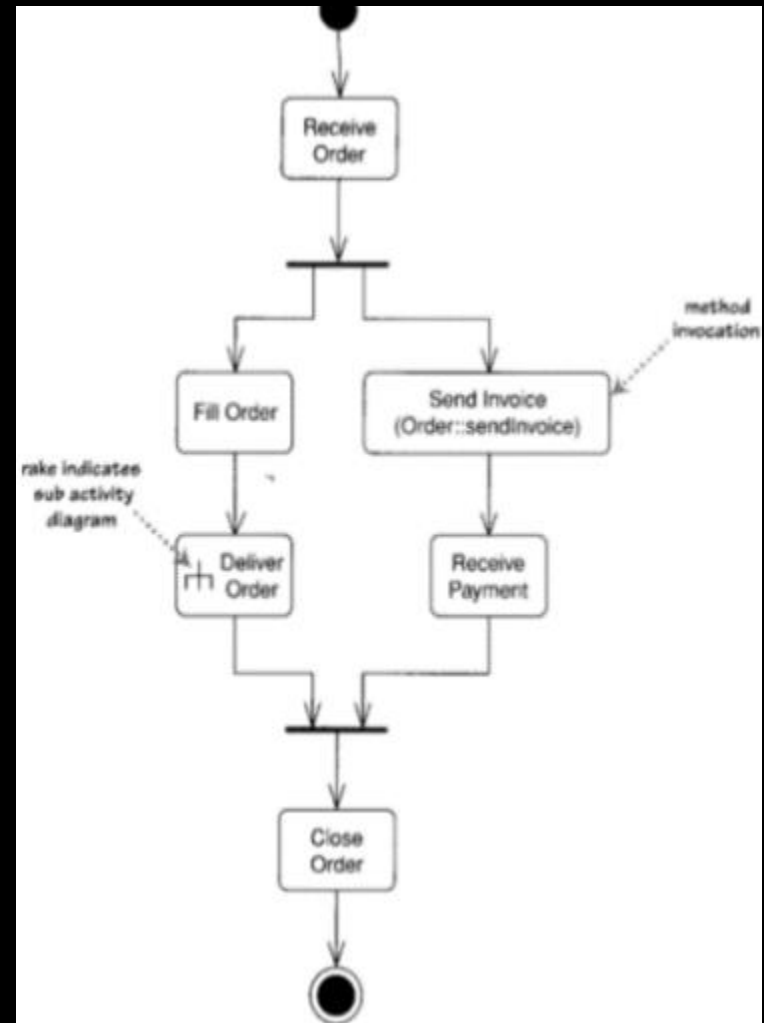 Receive
Order
method
invocation
Fill Order
Send Invoice
(Order::sendInvoice)
rake indicates
sub activity
diagram
Deliver
Order
Receive
Payment
Close
Order